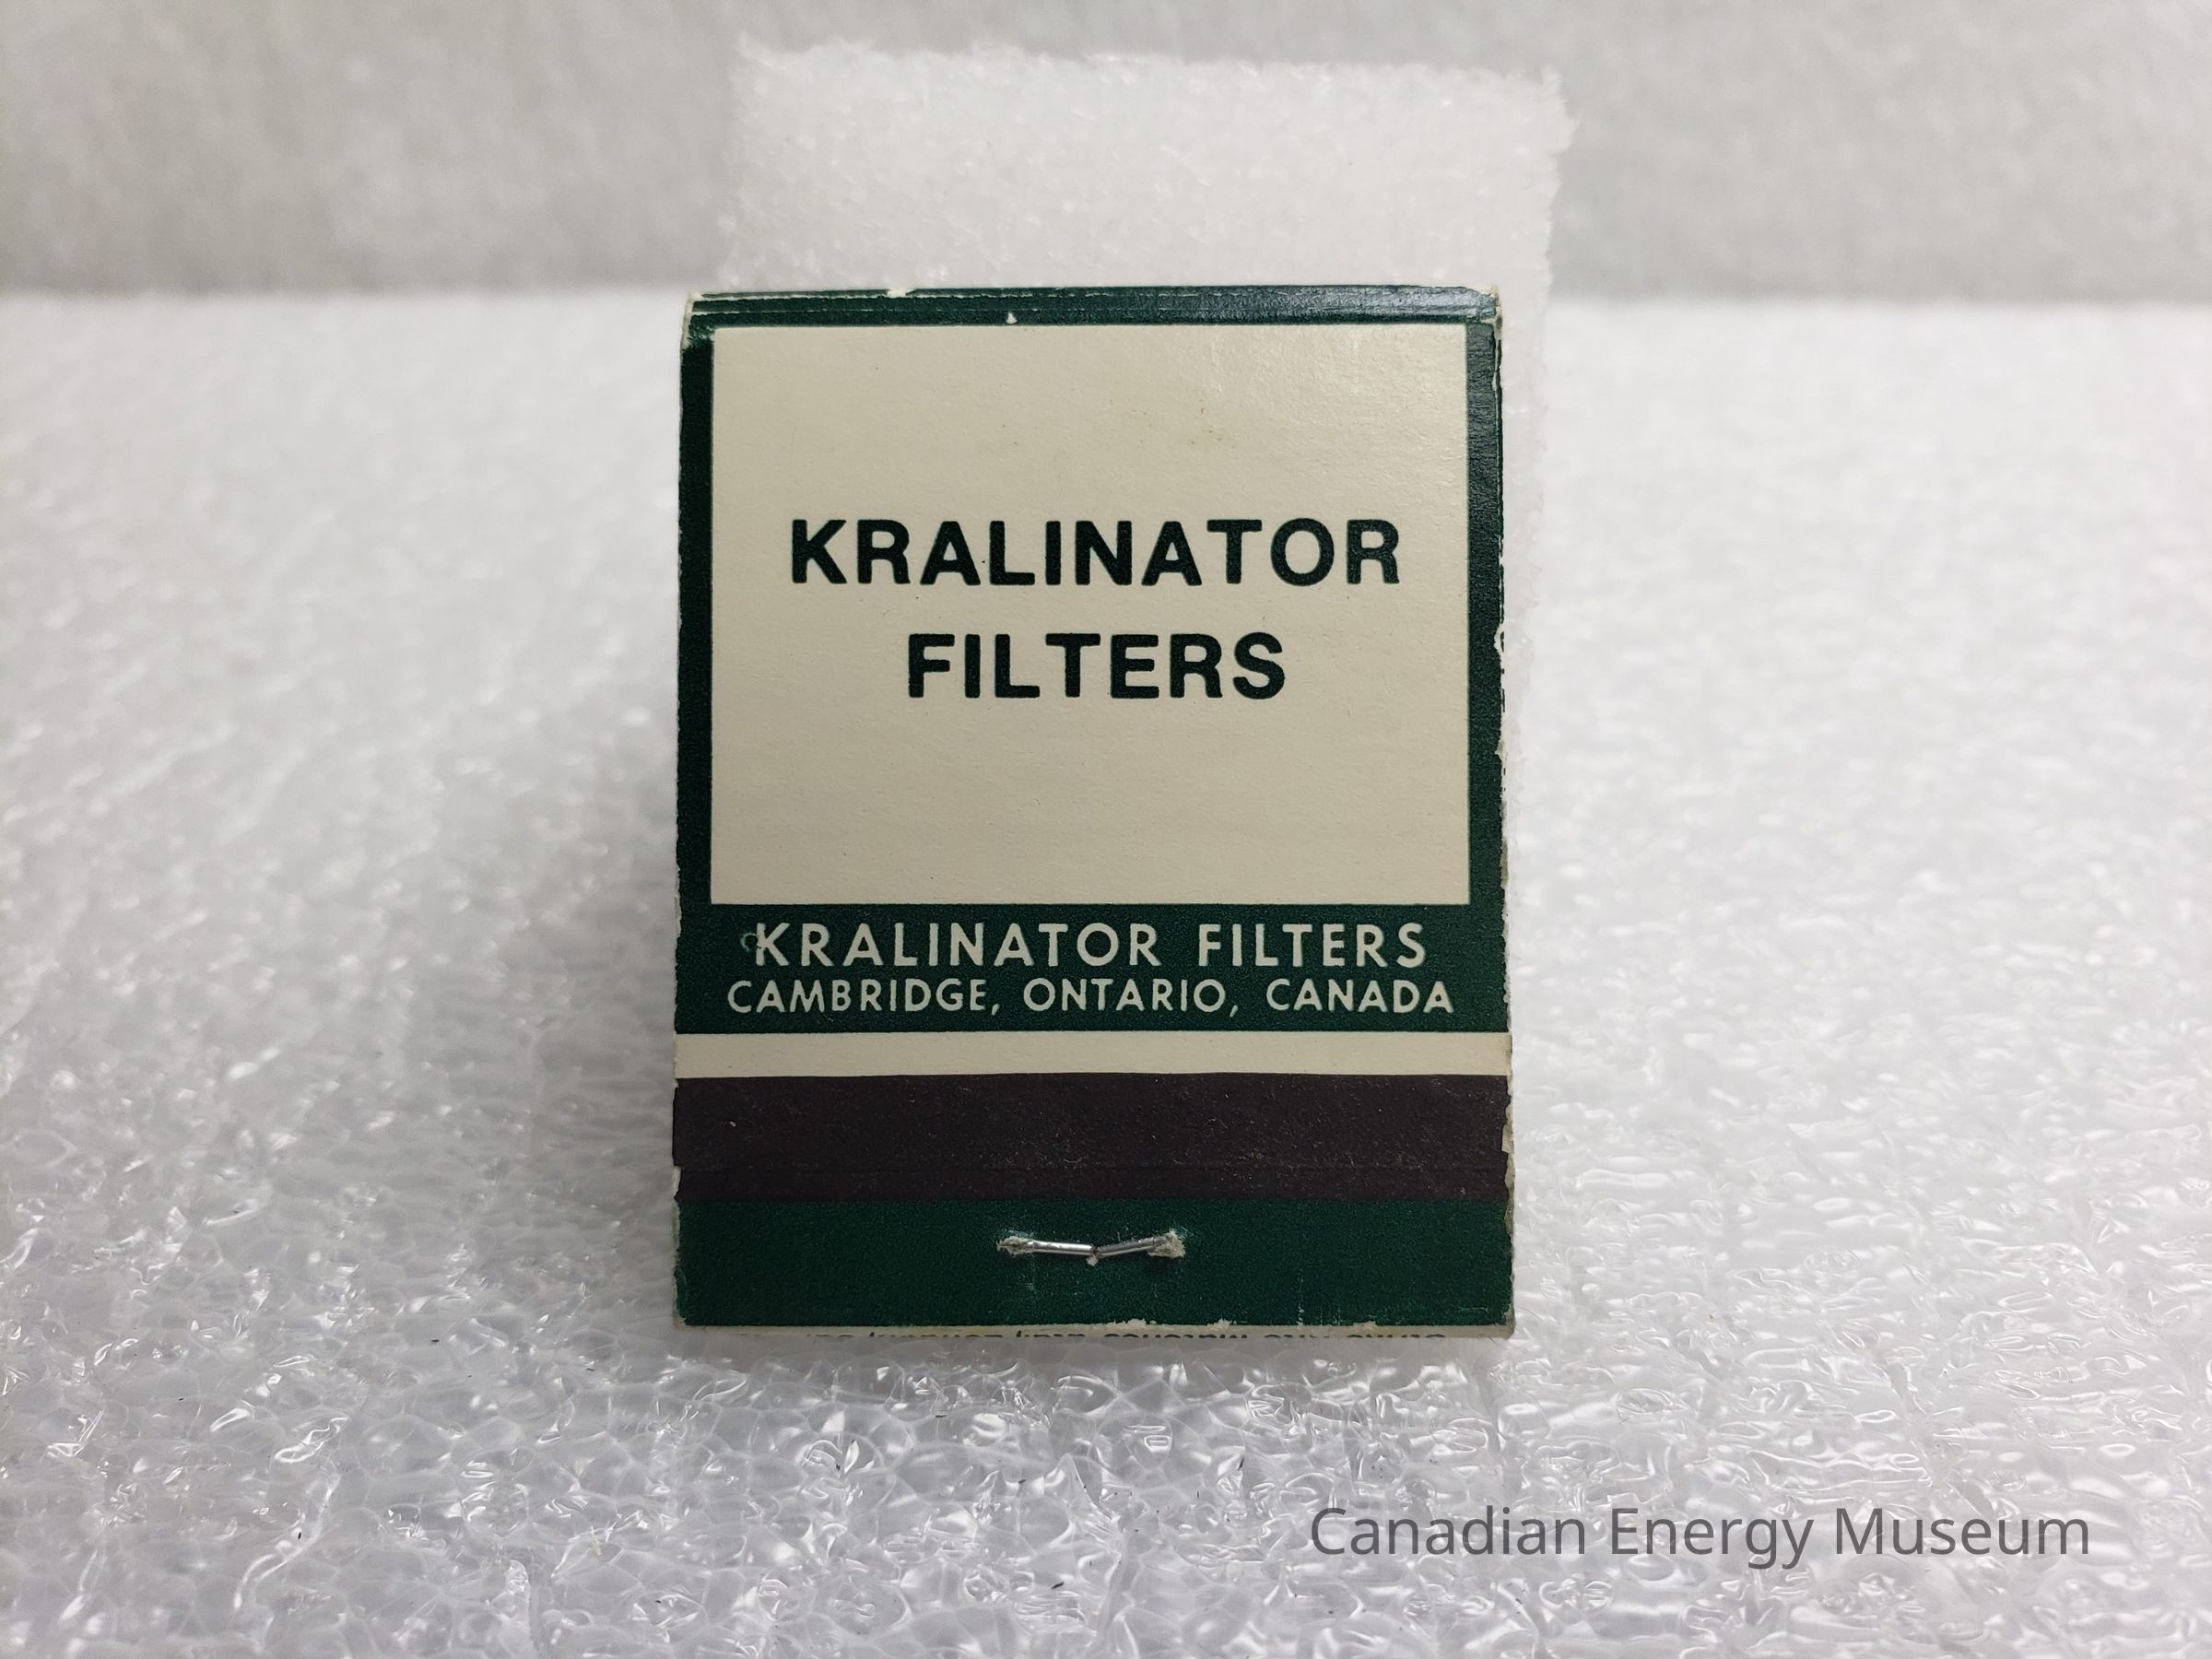 KRALINATOR
FILTERS
KRALINATOR FILTERS
CAMBRIDGE, ONTARIO, CANADA
Canadian Energy Museum